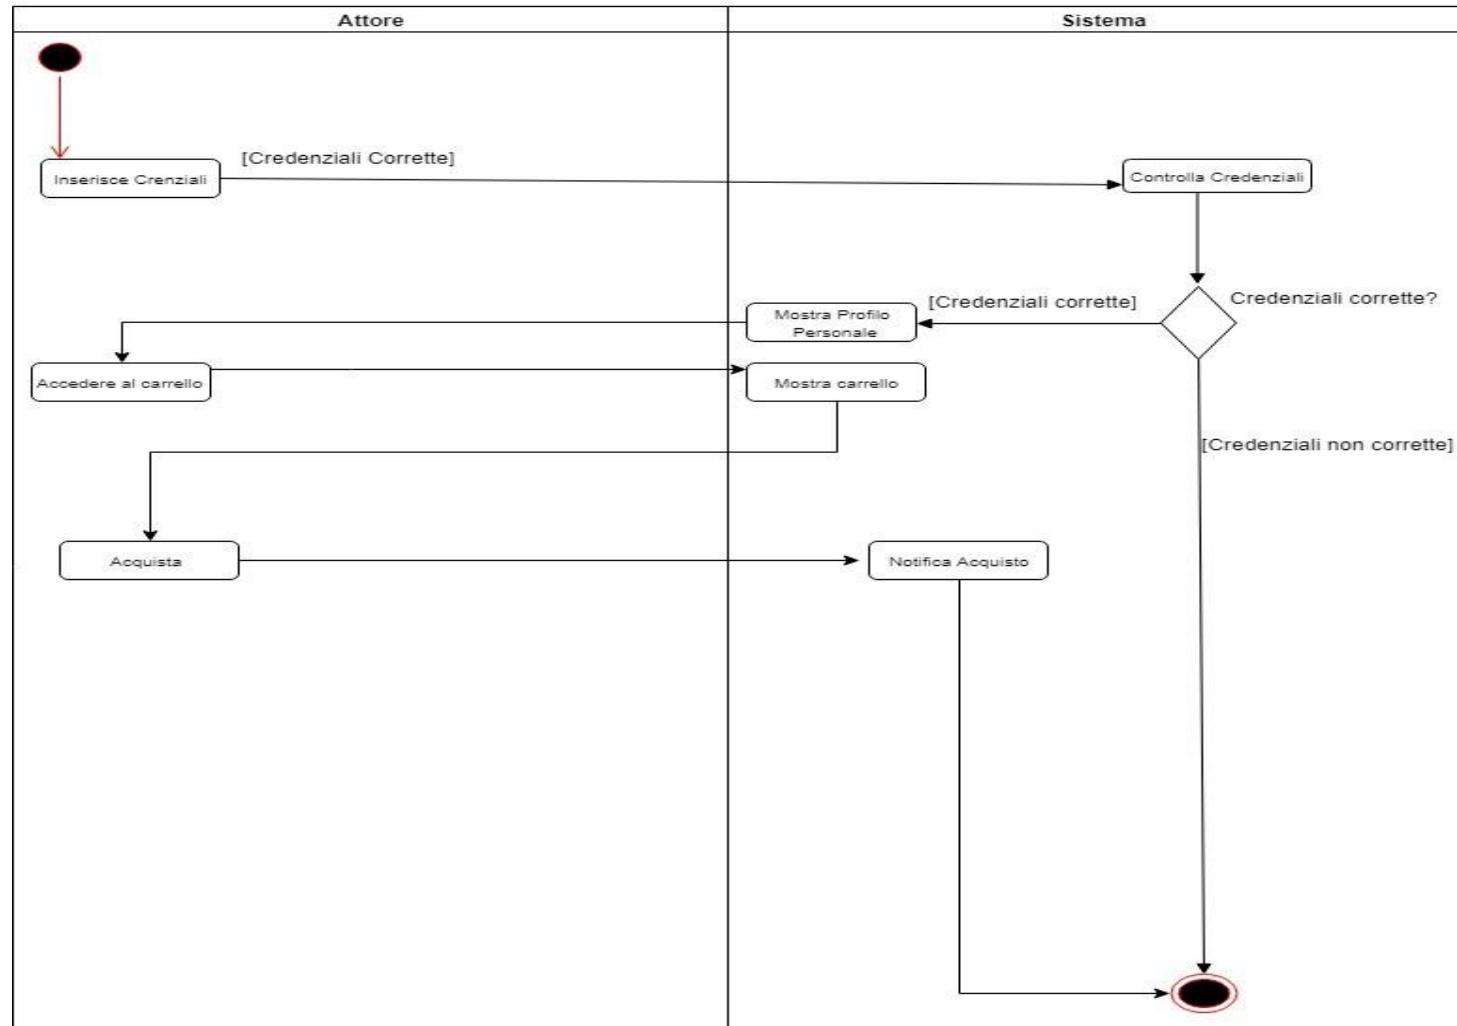 Attore
Sistema
[Credenziali Corrette]
Inserisce Crenziali
Controlla Credenziali
[Credenziali corrette]
Credenziali corrette?
Mostra Profilo
Personale
Accedere al carrello
Mostra carrello
[Credenziali non corrette]
Acquista
Notifica Acquisto